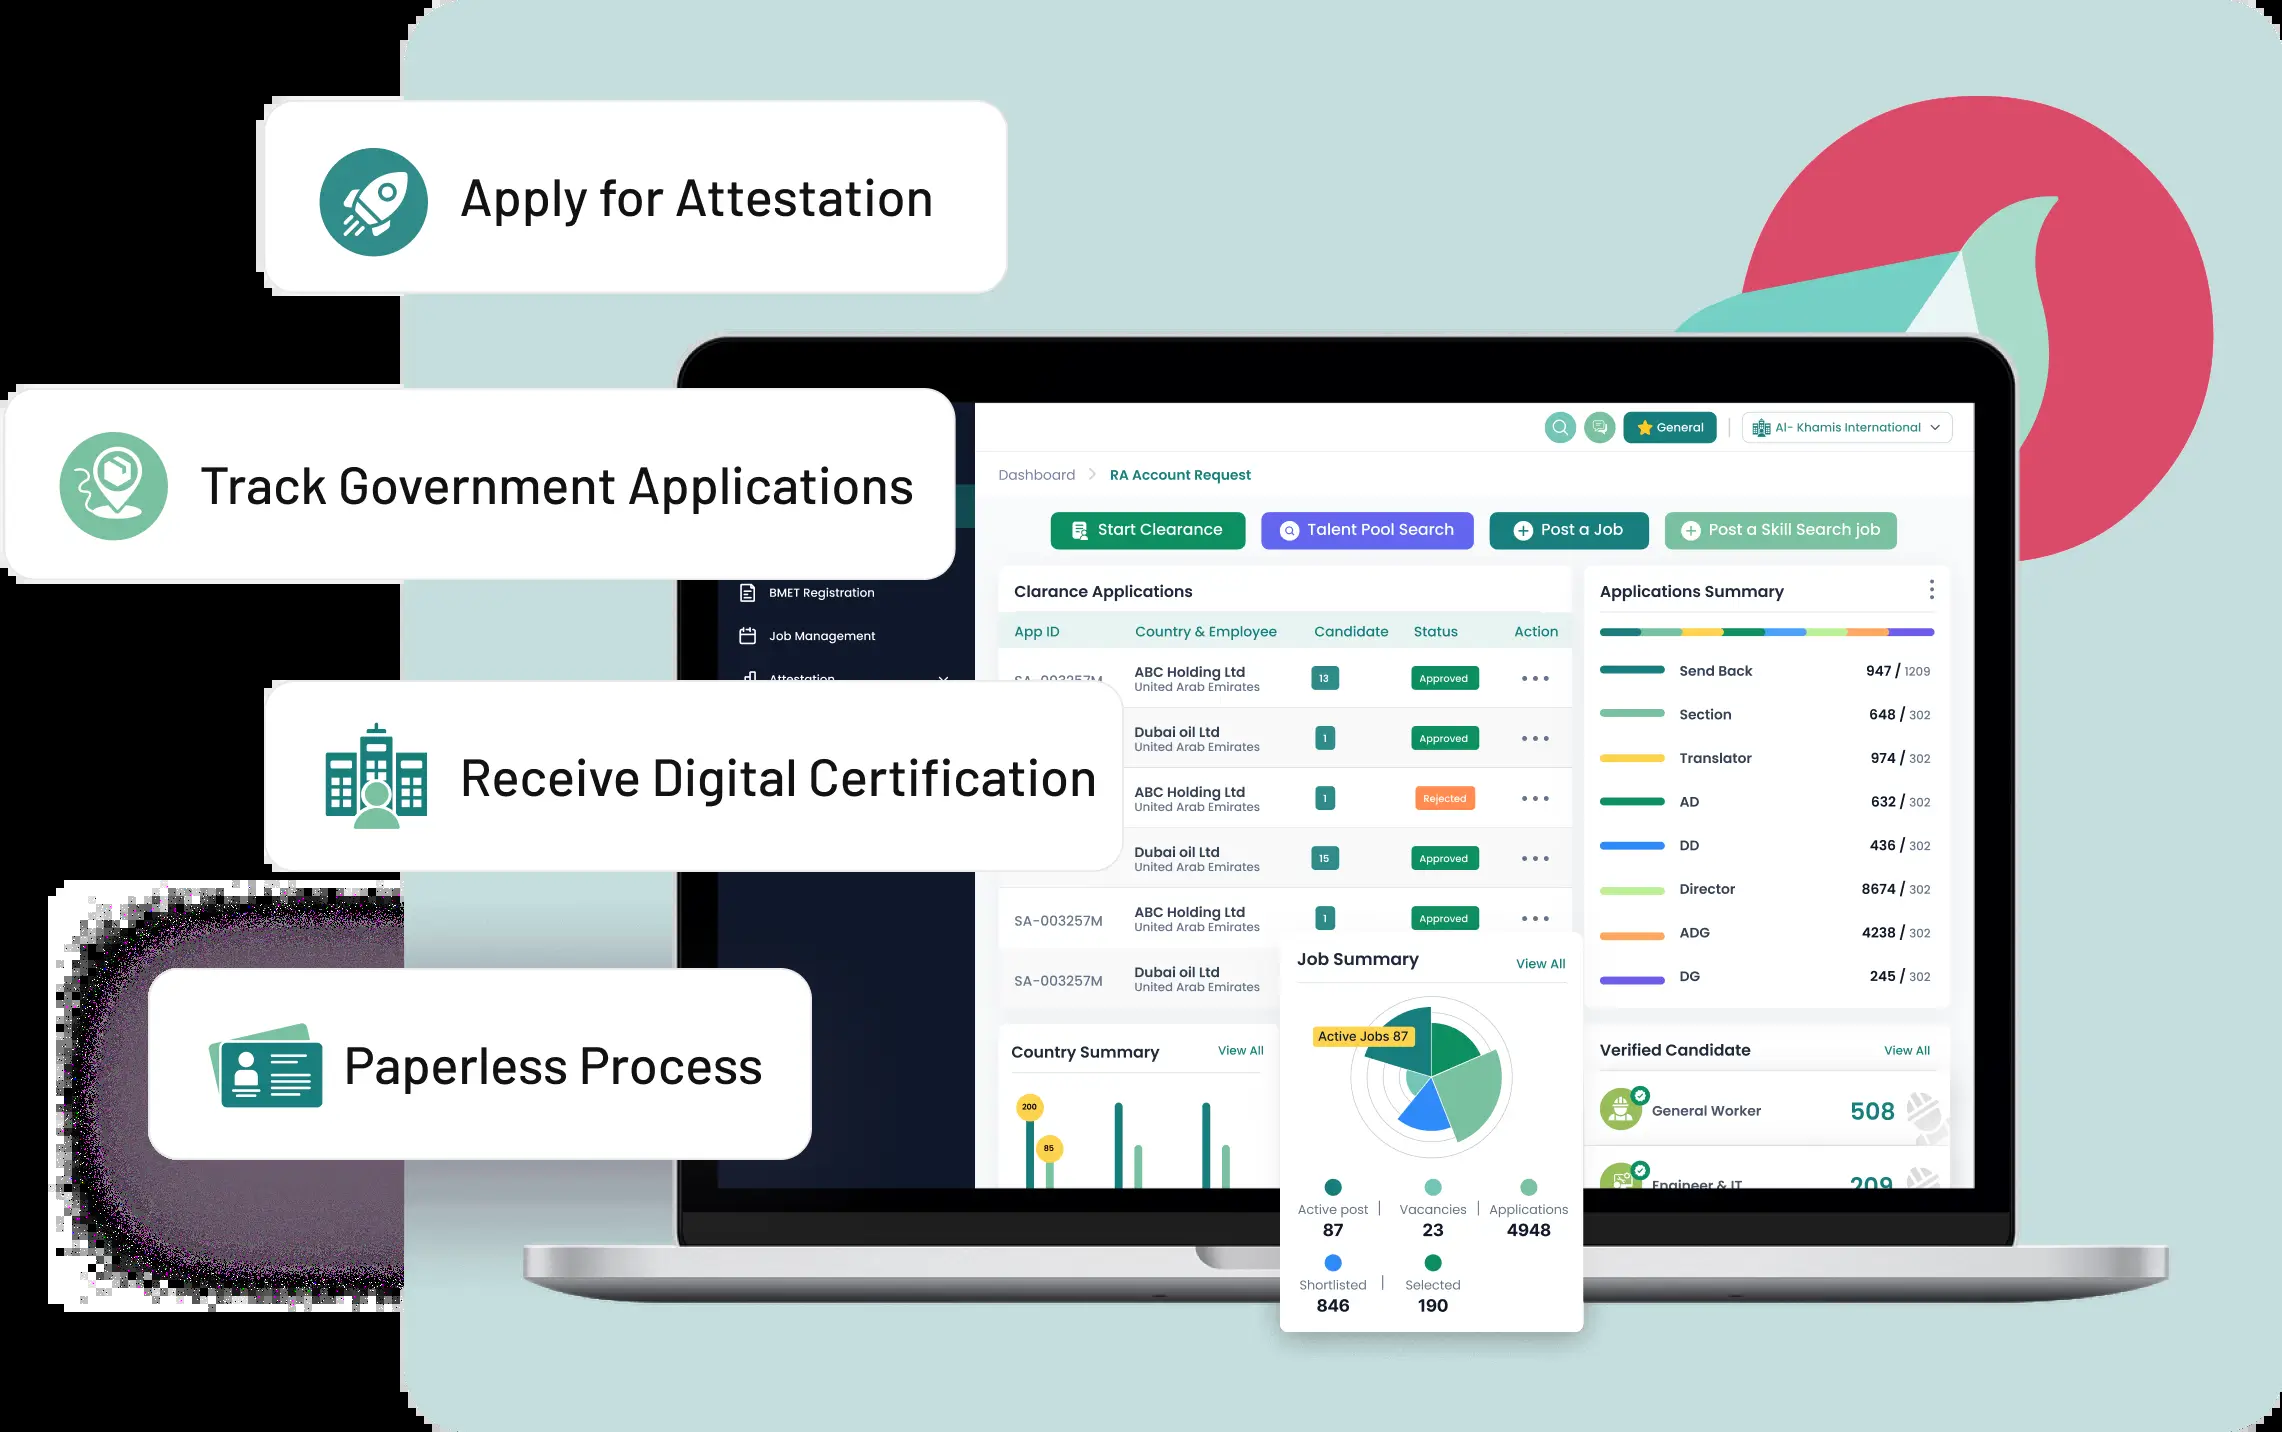 Apply for Attestation
Track Government Applications
Receive Digital Certification
Paperless Process
General
Al- Khamis International
Dashboard
RA Account Request
Start Clearance
Talent Pool Search
Post a Job
Post a Skill Search job
BMET Registration
Job Management
Attestation
Clarance Applications
App ID Country & Employee Candidate Status Action
SA-003257M ABC Holding Ltd 13 Approved
United Arab Emirates
Dubai oil Ltd 1 Approved
United Arab Emirates
ABC Holding Ltd 1 Rejected
United Arab Emirates
Dubai oil Ltd 15 Approved
United Arab Emirates
SA-003257M ABC Holding Ltd 1 Approved
United Arab Emirates
SA-003257M Dubai oil Ltd
United Arab Emirates
Applications Summary
Send Back 947 / 1209
Section 648 / 302
Translator 974 / 302
AD 632 / 302
DD 436 / 302
Director 8674 / 302
ADG 4238 / 302
DG 245 / 302
Country Summary View All
200
85
Job Summary View All
Active Jobs 87
Active post Vacancies Applications
87 23 4948
Shortlisted Selected
846 190
Verified Candidate View All
General Worker 508
Engineer & IT 209